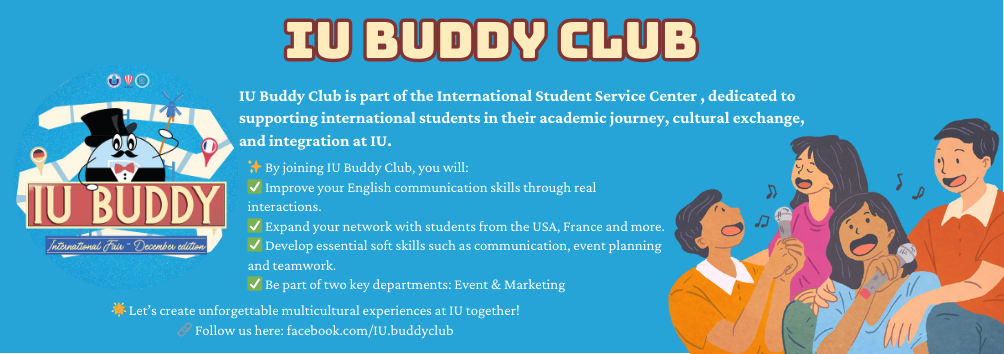 IU BUDDY CLUB
IU Buddy Club is part of the International Student Service Center , dedicated to
supporting international students in their academic journey, cultural exchange,
and integration at IU.
✨ By joining IU Buddy Club, you will:
✅ Improve your English communication skills through real
interactions.
✅ Expand your network with students from the USA, France and more.
✅ Develop essential soft skills such as communication, event planning
and teamwork.
✅ Be part of two key departments: Event & Marketing
🌟 Let's create unforgettable multicultural experiences at IU together!
🔗 Follow us here: facebook.com/IU.buddyclub
IU BUDDY
International Fair - December edition